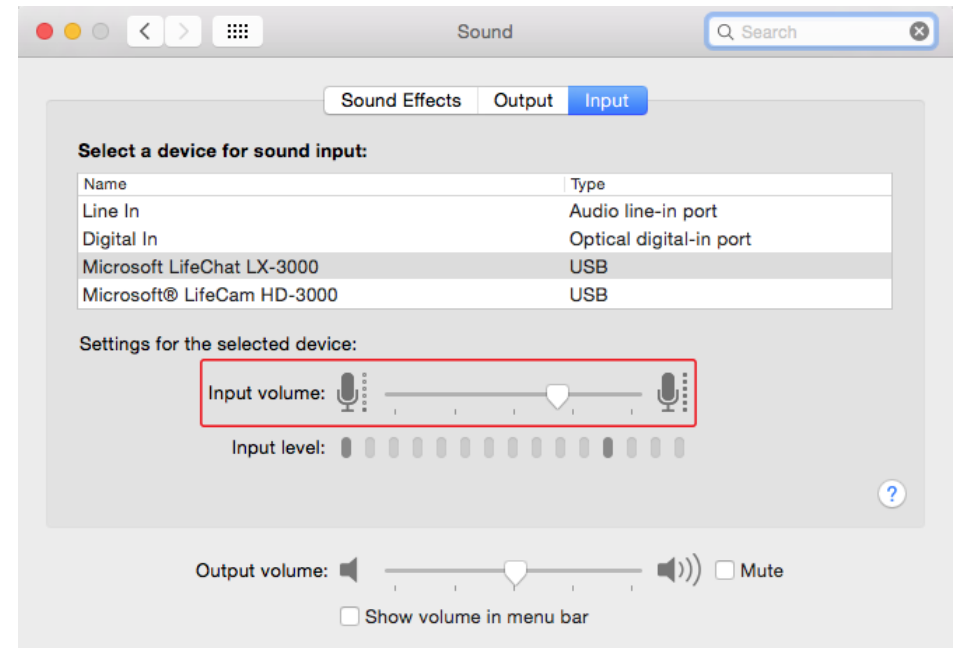 Sound
Search
Sound Effects Output Input
Select a device for sound input:
Name Type
Line In Audio line-in port
Digital In Optical digital-in port
Microsoft LifeChat LX-3000 USB
Microsoft® LifeCam HD-3000 USB
Settings for the selected device:
Input volume:
Input level:
?
Output volume: Mute
Show volume in menu bar